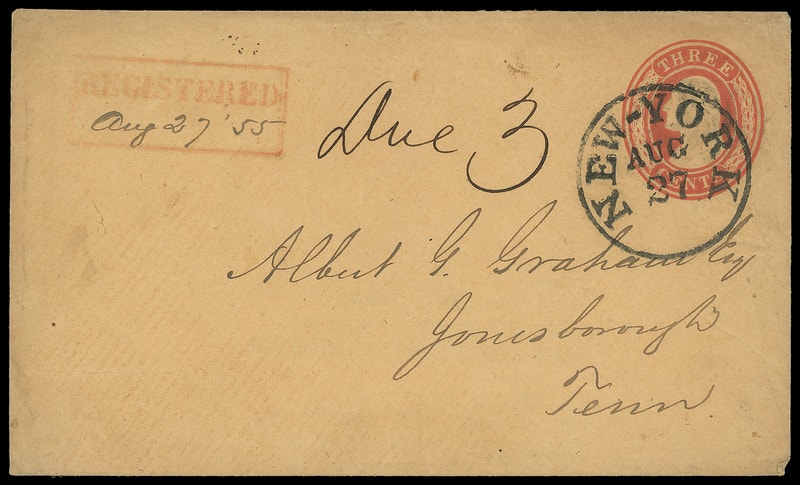 REGISTERED
Aug 27 '55
Due 3
THREE
CENTS
NEW-YORK
AUG
27
Albert G. Graham Esq
Jonesborough
Tenn.